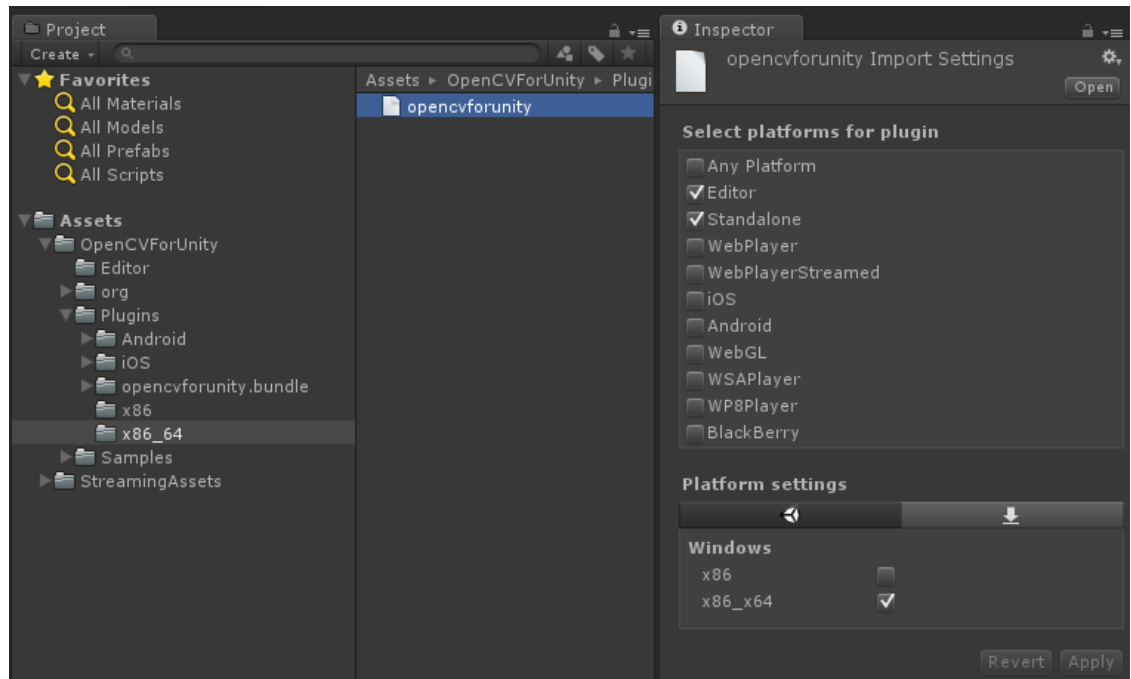 Project
Create
Favorites
All Materials
All Models
All Prefabs
All Scripts
Assets
OpenCVForUnity
Editor
org
Plugins
Android
iOS
opencvforunity.bundle
x86
x86_64
Samples
StreamingAssets
Assets ▸ OpenCVForUnity ▸ Plugi
opencvforunity
Inspector
opencvforunity Import Settings
Open
Select platforms for plugin
Any Platform
Editor
Standalone
WebPlayer
WebPlayerStreamed
iOS
Android
WebGL
WSAPlayer
WP8Player
BlackBerry
Platform settings
Windows
x86
x86_x64
Revert Apply